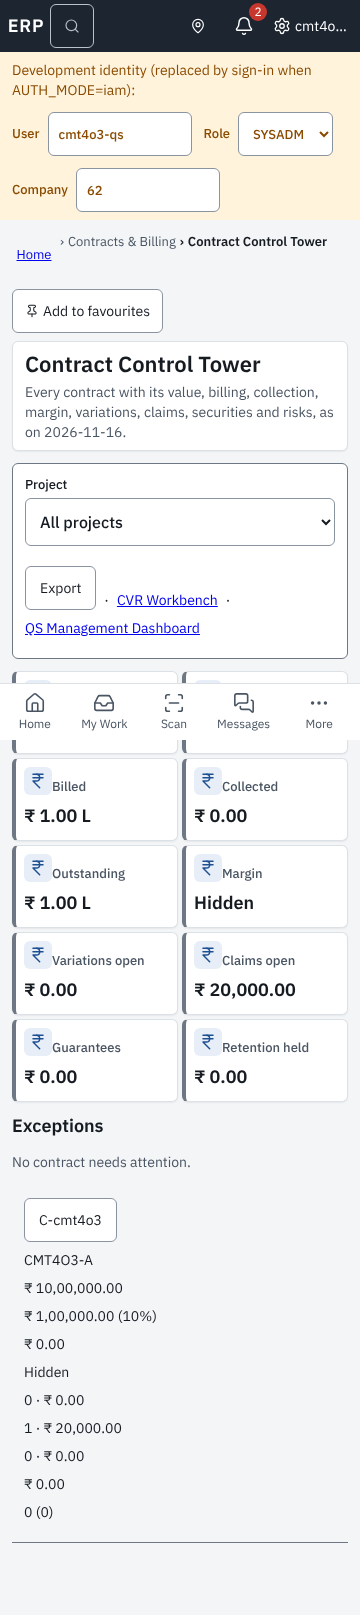 ERP
2
cmt4o...
Development identity (replaced by sign-in when
AUTH_MODE=iam):
User
cmt4o3-qs
Role
SYSADM
Company
62
Home
› Contracts & Billing › Contract Control Tower
Add to favourites
Contract Control Tower
Every contract with its value, billing, collection,
margin, variations, claims, securities and risks, as
on 2026-11-16.
Project
All projects
Export
· CVR Workbench ·
QS Management Dashboard
Home
My Work
Scan
Messages
More
₹ Billed
₹ 1.00 L
₹ Collected
₹ 0.00
₹ Outstanding
₹ 1.00 L
₹ Margin
Hidden
₹ Variations open
₹ 0.00
₹ Claims open
₹ 20,000.00
₹ Guarantees
₹ 0.00
₹ Retention held
₹ 0.00
Exceptions
No contract needs attention.
C-cmt4o3
CMT4O3-A
₹ 10,00,000.00
₹ 1,00,000.00 (10%)
₹ 0.00
Hidden
0 · ₹ 0.00
1 · ₹ 20,000.00
0 · ₹ 0.00
₹ 0.00
0 (0)